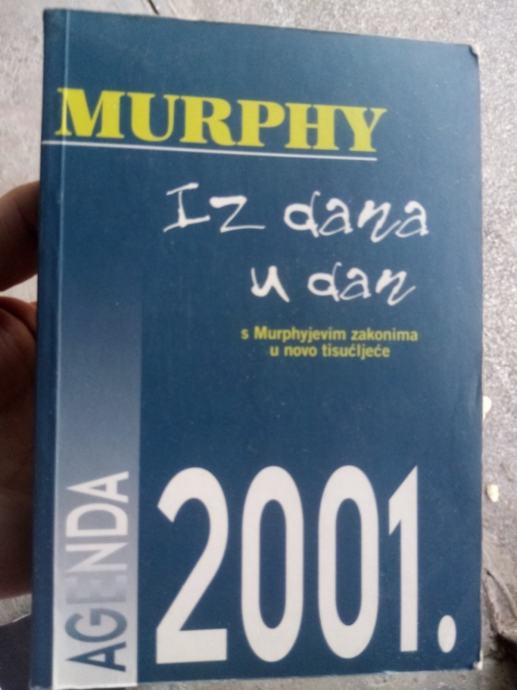 MURPHY
Iz dana
u dan
s Murphyjevim zakonima
u novo tisućljeće
AGENDA
2001.